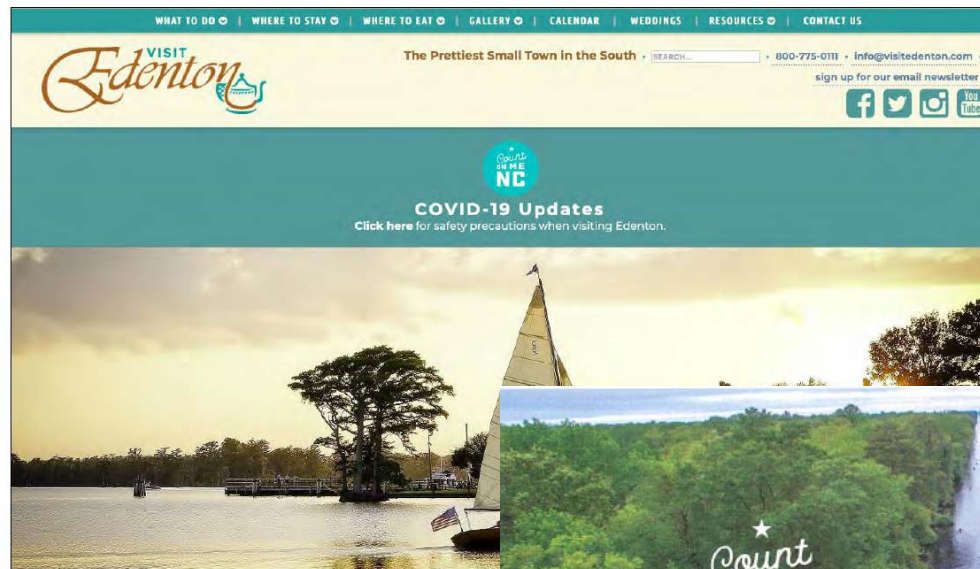 WHAT TO DO | WHERE TO STAY | WHERE TO EAT | GALLERY | CALENDAR | WEDDINGS | RESOURCES | CONTACT US
VISIT
Edenton
The Prettiest Small Town in the South • SEARCH... • 800-775-0111 • info@visitedenton.com •
sign up for our email newsletter
You
Tube
Count
ON ME
NC
COVID-19 Updates
Click here for safety precautions when visiting Edenton.
Count